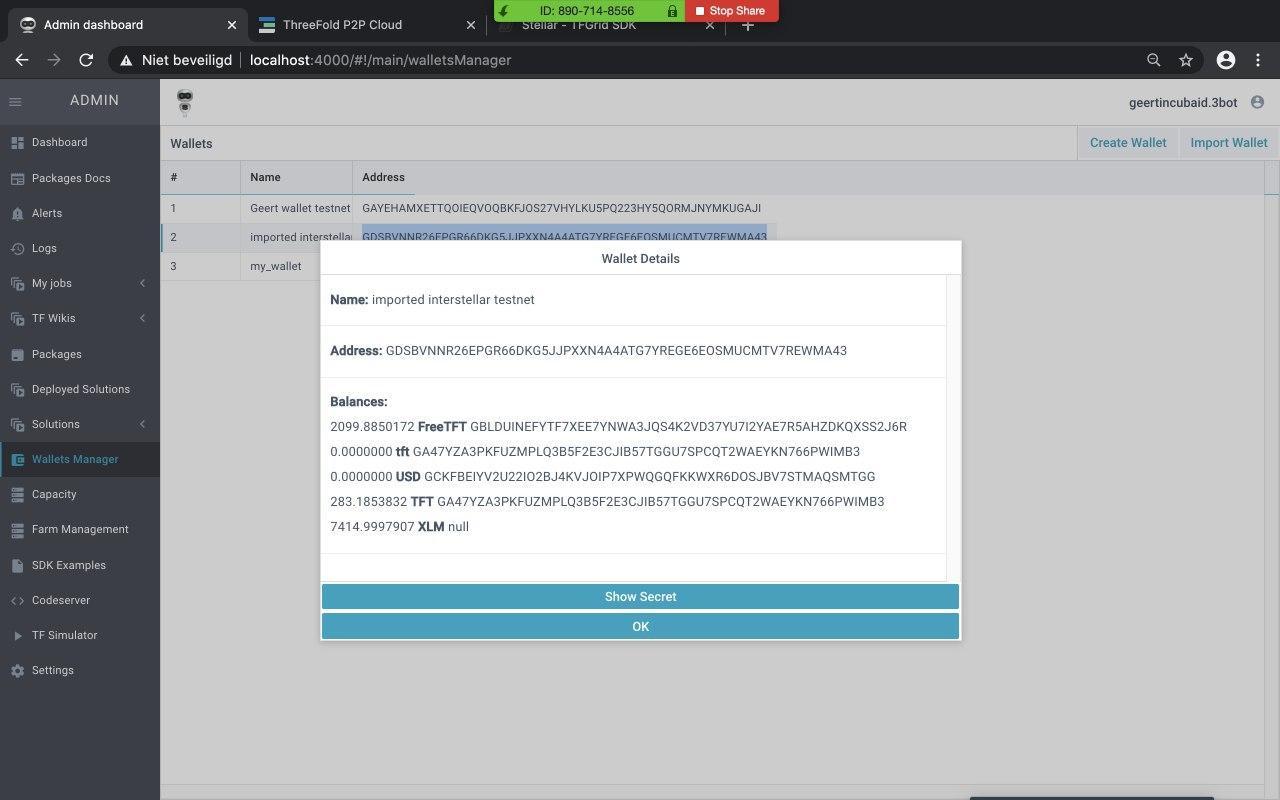 Admin dashboard
ThreeFold P2P Cloud
ID: 890-714-8556
Stop Share
Stellar - TFGrid SDK
Niet beveiligd
localhost:4000/#!/main/walletsManager
ADMIN
geertincubaid.3bot
Dashboard
Packages Docs
Alerts
Logs
My jobs
TF Wikis
Packages
Deployed Solutions
Solutions
Wallets Manager
Capacity
Farm Management
SDK Examples
Codeserver
TF Simulator
Settings
Wallets
Create Wallet
Import Wallet
# Name Address
1 Geert wallet testnet GAYEHAMXETTQOIEQVOQBKFJOS27VHYLKU5PQ223HY5QORMJNYMKUGAJI
2 imported interstella GDSBVNNR26EPGR66DKG5JJPXXN4A4ATG7YREGE6EOSMUCMTV7REWMA43
3 my_wallet
Wallet Details
Name: imported interstellar testnet
Address: GDSBVNNR26EPGR66DKG5JJPXXN4A4ATG7YREGE6EOSMUCMTV7REWMA43
Balances:
2099.8850172 FreeTFT GBLDUINEFYTF7XEE7YNWA3JQS4K2VD37YU7I2YAE7R5AHZDKQXSS2J6R
0.0000000 tft GA47YZA3PKFUZMPLQ3B5F2E3CJIB57TGGU7SPCQT2WAEYKN766PWIMB3
0.0000000 USD GCKFBEIYV2U22IO2BJ4KVJOIP7XPWQGQFKKWXR6DOSJBV7STMAQSMTGG
283.1853832 TFT GA47YZA3PKFUZMPLQ3B5F2E3CJIB57TGGU7SPCQT2WAEYKN766PWIMB3
7414.9997907 XLM null
Show Secret
OK